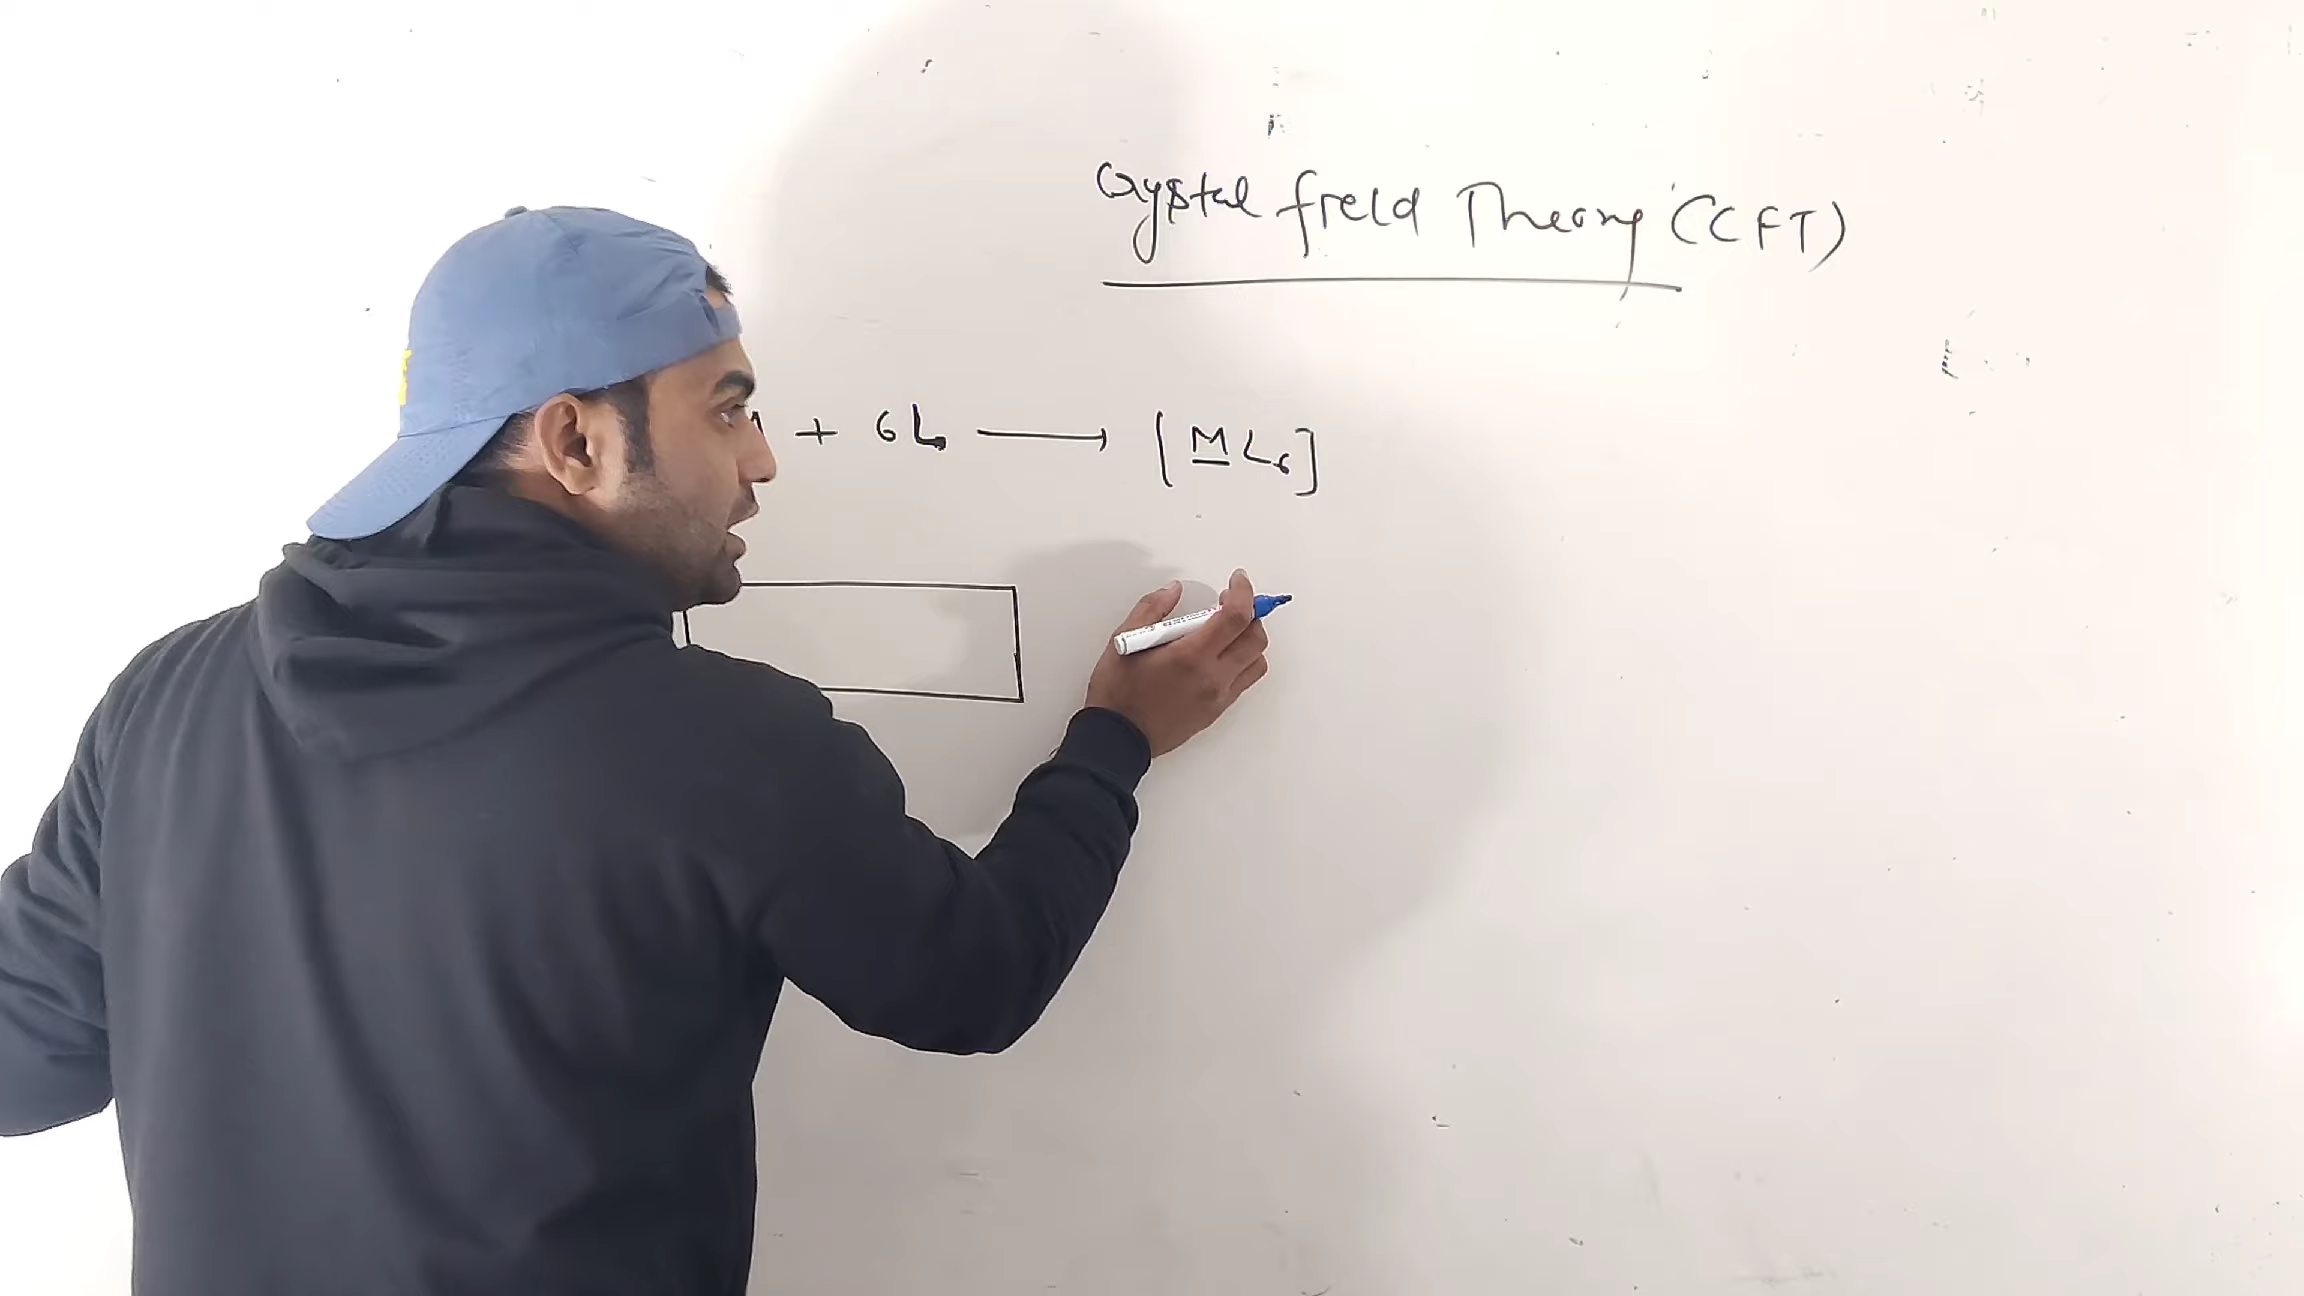 Crystal field Theory (CFT)
+ 6L ⟶ [ML₆]